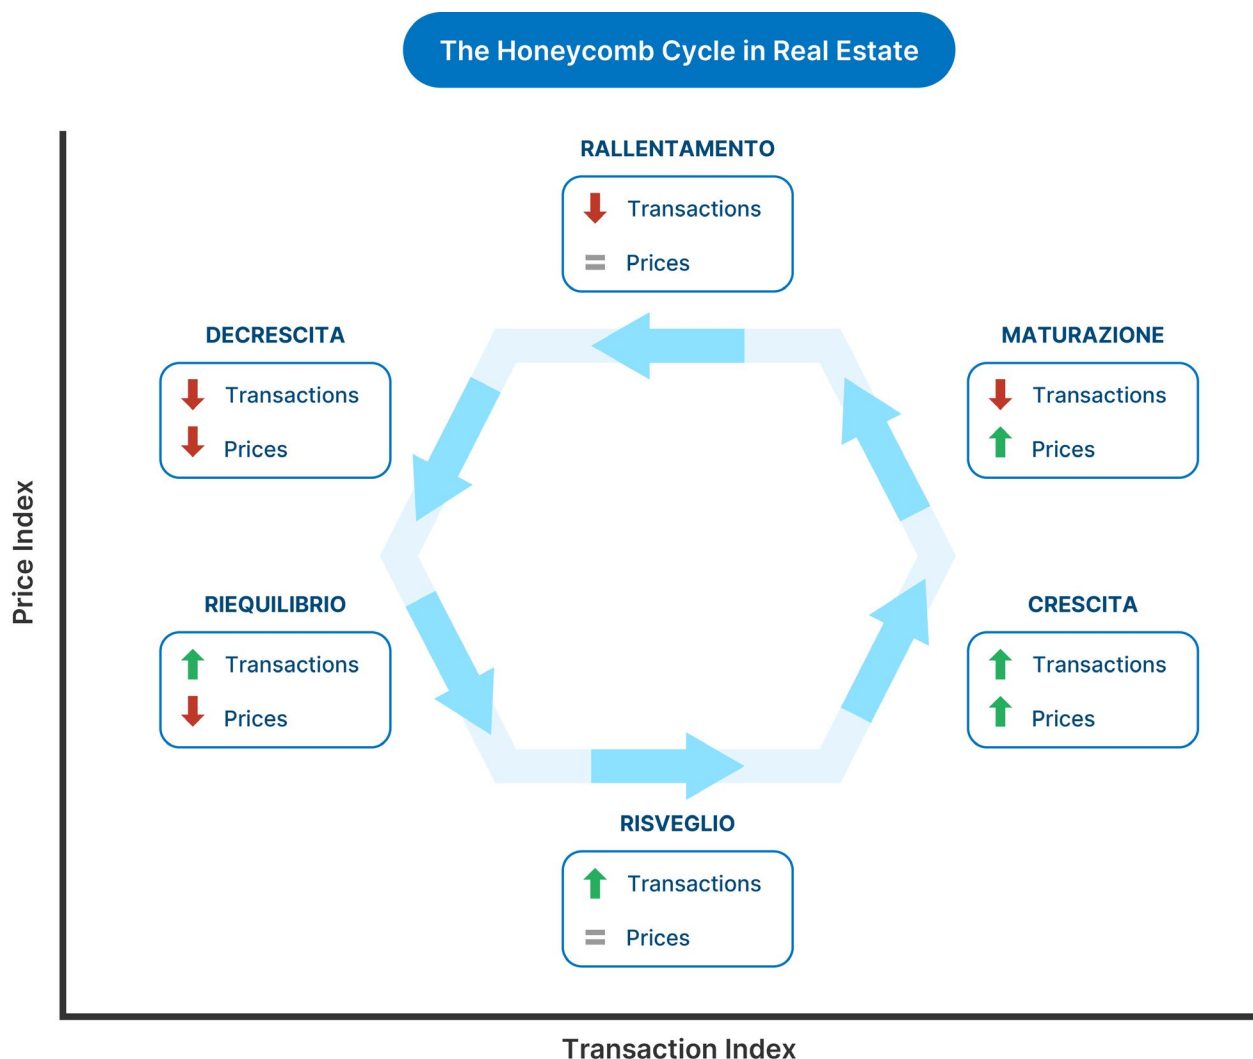 The Honeycomb Cycle in Real Estate
RALLENTAMENTO
Transactions
= Prices
DECRESCITA
Transactions
Prices
MATURAZIONE
Transactions
Prices
Price Index
RIEQUILIBRIO
Transactions
Prices
CRESCITA
Transactions
Prices
RISVEGLIO
Transactions
= Prices
Transaction Index